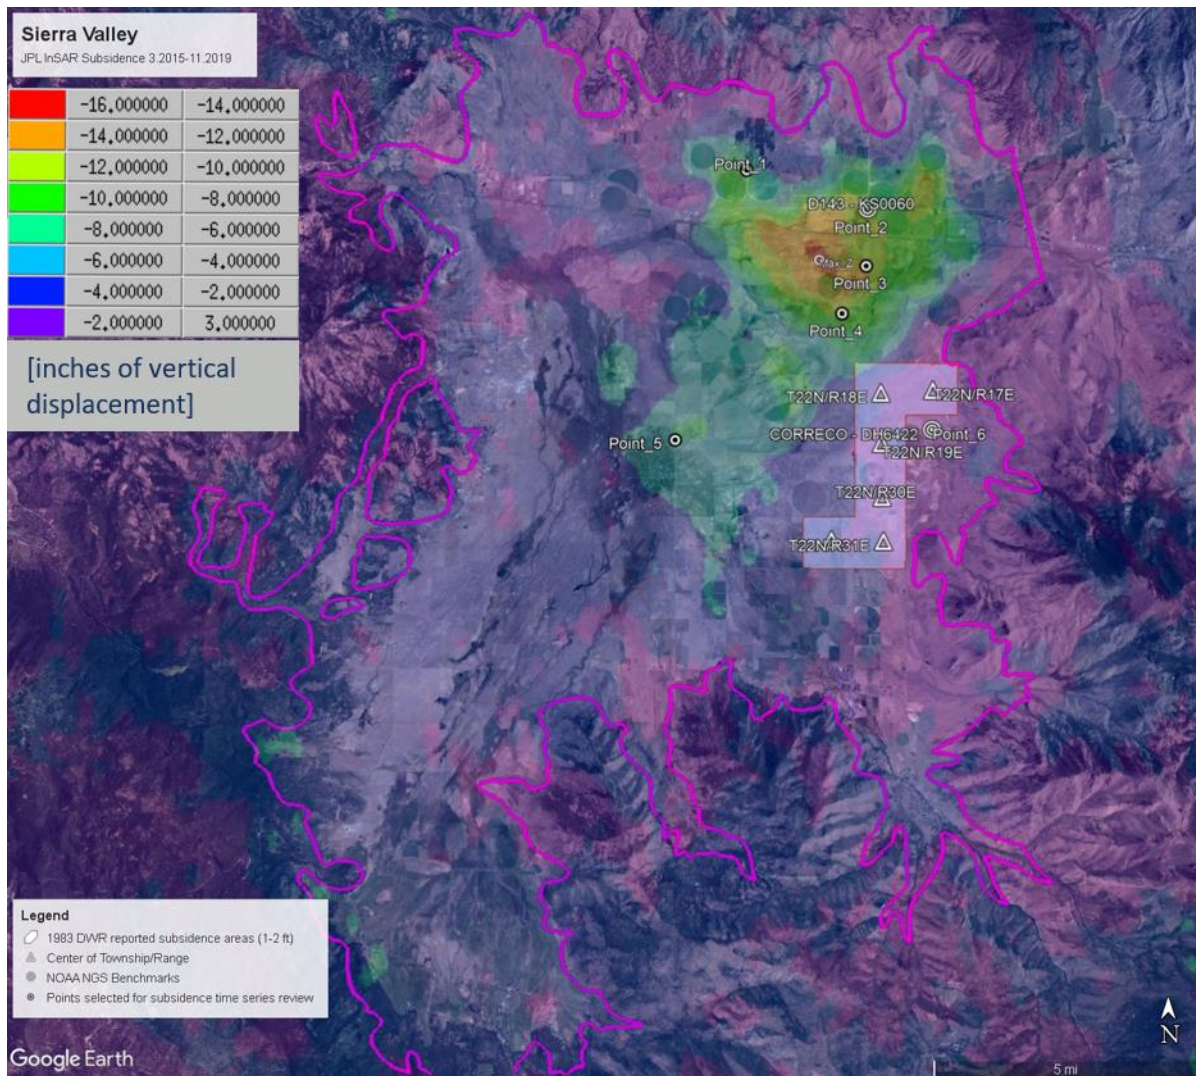 Sierra Valley
JPL InSAR Subsidence 3.2015-11.2019
-16.000000 -14.000000
-14.000000 -12.000000
-12.000000 -10.000000
-10.000000 -8.000000
-8.000000 -6.000000
-6.000000 -4.000000
-4.000000 -2.000000
-2.000000 3.000000
[inches of vertical
displacement]
Point_1
D143 - KS0060
Point_2
Max_Z
Point_3
Point_4
T22N/R18E
T22N/R17E
Point_5
CORRECO - DH6422
Point_6
T22N/R19E
T22N/R30E
T22N/R31E
Legend
1983 DWR reported subsidence areas (1-2 ft)
Center of Township/Range
NOAA NGS Benchmarks
Points selected for subsidence time series review
Google Earth
N
5 mi